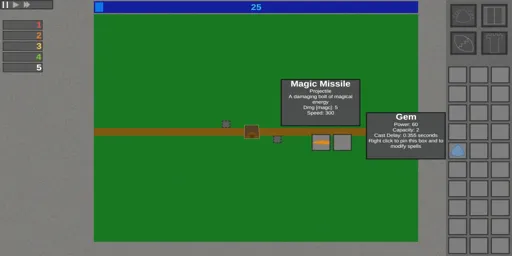 25
1
2
3
4
5
Magic Missile
Projectile
A damaging bolt of magical
energy
Dmg (magic): 5
Speed: 300
Gem
Power: 60
Capacity: 2
Cast Delay: 0.355 seconds
Right click to pin this box and to
modify spells